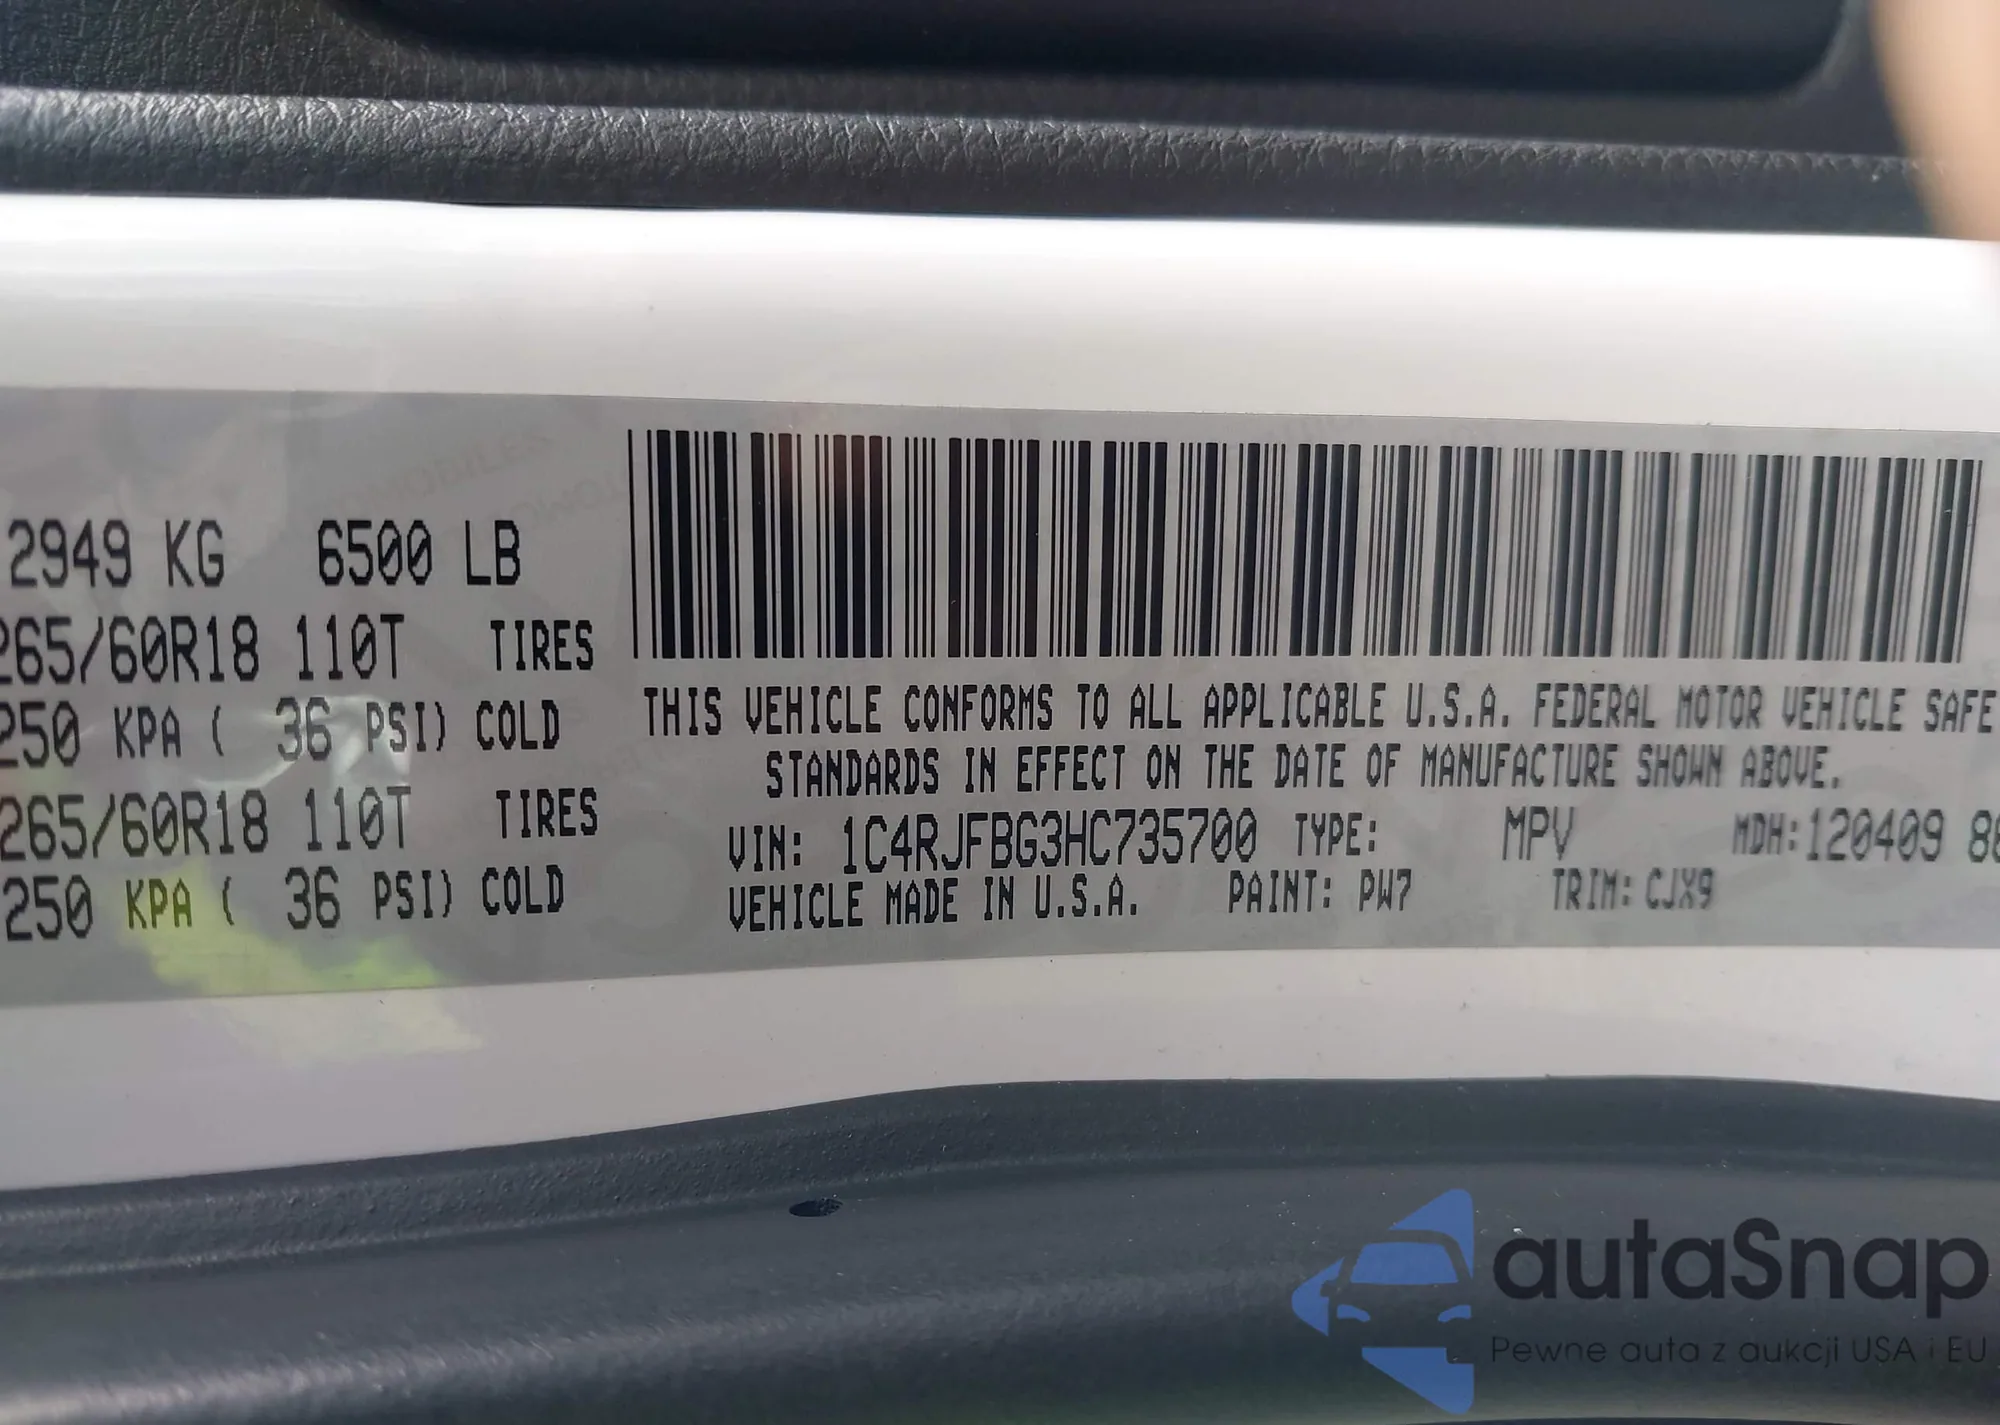 2949 KG 6500 LB
265/60R18 110T TIRES
250 KPA ( 36 PSI) COLD
265/60R18 110T TIRES
250 KPA ( 36 PSI) COLD
THIS VEHICLE CONFORMS TO ALL APPLICABLE U.S.A. FEDERAL MOTOR VEHICLE SAFE
STANDARDS IN EFFECT ON THE DATE OF MANUFACTURE SHOWN ABOVE.
VIN: 1C4RJFBG3HC735700 TYPE: MPV MDH:120409
VEHICLE MADE IN U.S.A. PAINT: PW7 TRIM: CJX9
autaSnap
Pewne auta z aukcji USA i EU